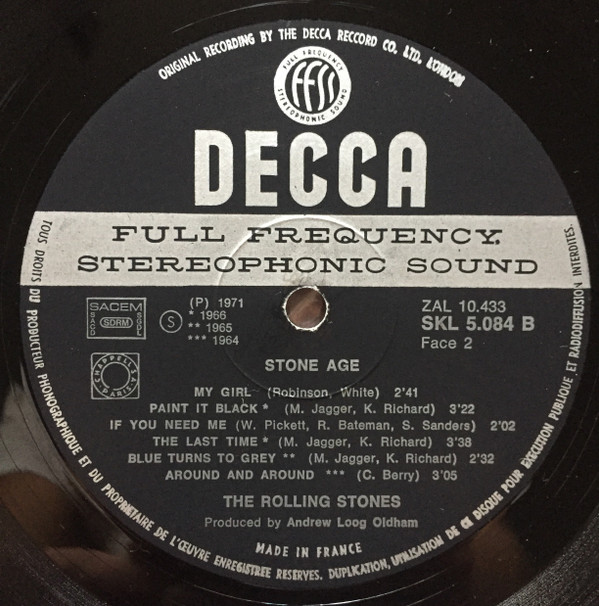 ORIGINAL RECORDING BY THE DECCA RECCORD CO. LTD, LONDON
FULL FREQUENCY
FFSS
STEREOPHONIC SOUND
DECCA
FULL FREQUENCY
STEREOPHONIC SOUND
SACEM
SACD
SDRM
SGDL
S
CHAPPELL S.A.
PARIS
(P) 1971
* 1966
** 1965
*** 1964
ZAL 10.433
SKL 5.084 B
Face 2
STONE AGE
MY GIRL (Robinson, White) 2'41
PAINT IT BLACK * (M. Jagger, K. Richard) 3'22
IF YOU NEED ME (W. Pickett, R. Bateman, S. Sanders) 2'02
THE LAST TIME * (M. Jagger, K. Richard) 3'38
BLUE TURNS TO GREY ** (M. Jagger, K. Richard) 2'32
AROUND AND AROUND *** (C. Berry) 3'05
THE ROLLING STONES
Produced by Andrew Loog Oldham
MADE IN FRANCE
TOUS DROITS DU PRODUCTEUR PHONOGRAPHIQUE ET DU PROPRIETAIRE DE L'ŒUVRE ENREGISTREE RESERVES. DUPLICATION, UTILISATION DE CE DISQUE POUR EXECUTION PUBLIQUE ET RADIODIFFUSION INTERDITES.